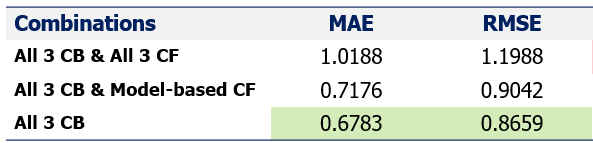 Combinations MAE RMSE
All 3 CB & All 3 CF 1.0188 1.1988
All 3 CB & Model-based CF 0.7176 0.9042
All 3 CB 0.6783 0.8659